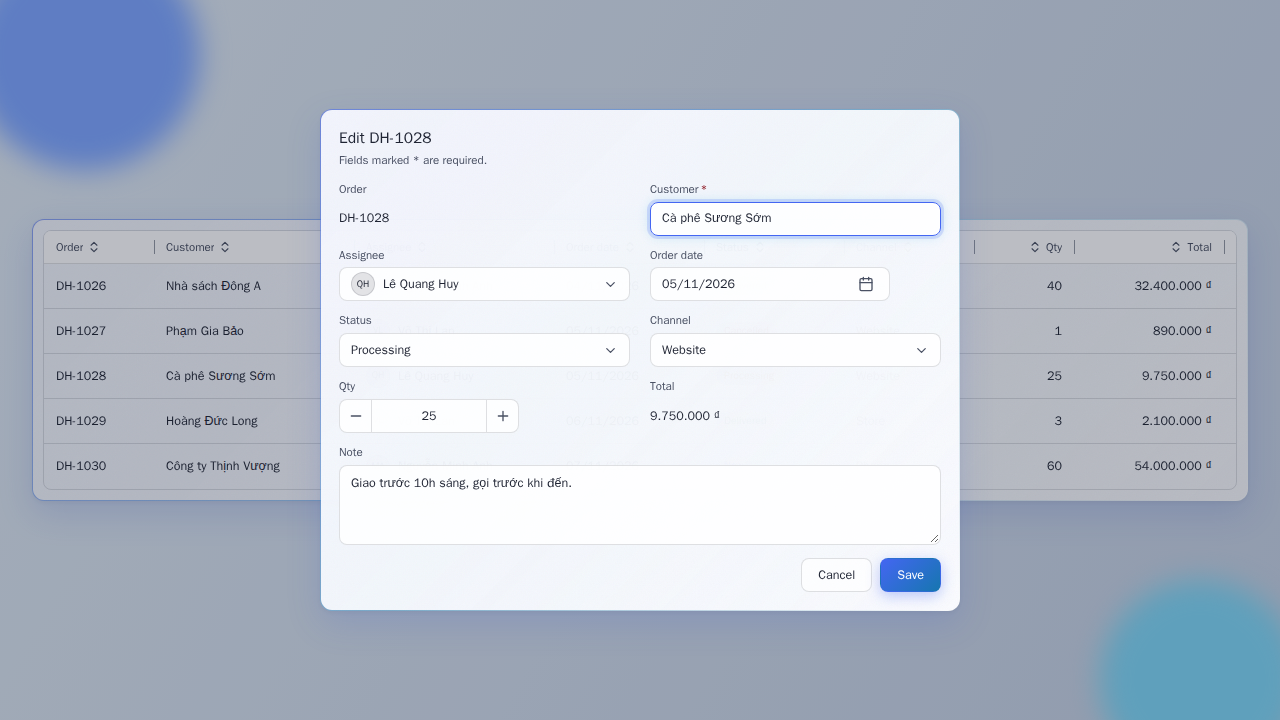 Edit DH-1028
Fields marked * are required.
Order
Customer *
DH-1028
Cà phê Sương Sớm
Assignee
Order date
QH Lê Quang Huy
05/11/2026
Status
Channel
Processing
Website
Qty
Total
25
9.750.000 ₫
Note
Giao trước 10h sáng, gọi trước khi đến.
Cancel
Save
Order Customer Qty Total
DH-1026 Nhà sách Đông A 40 32.400.000 ₫
DH-1027 Phạm Gia Bảo 1 890.000 ₫
DH-1028 Cà phê Sương Sớm 25 9.750.000 ₫
DH-1029 Hoàng Đức Long 3 2.100.000 ₫
DH-1030 Công ty Thịnh Vượng 60 54.000.000 ₫